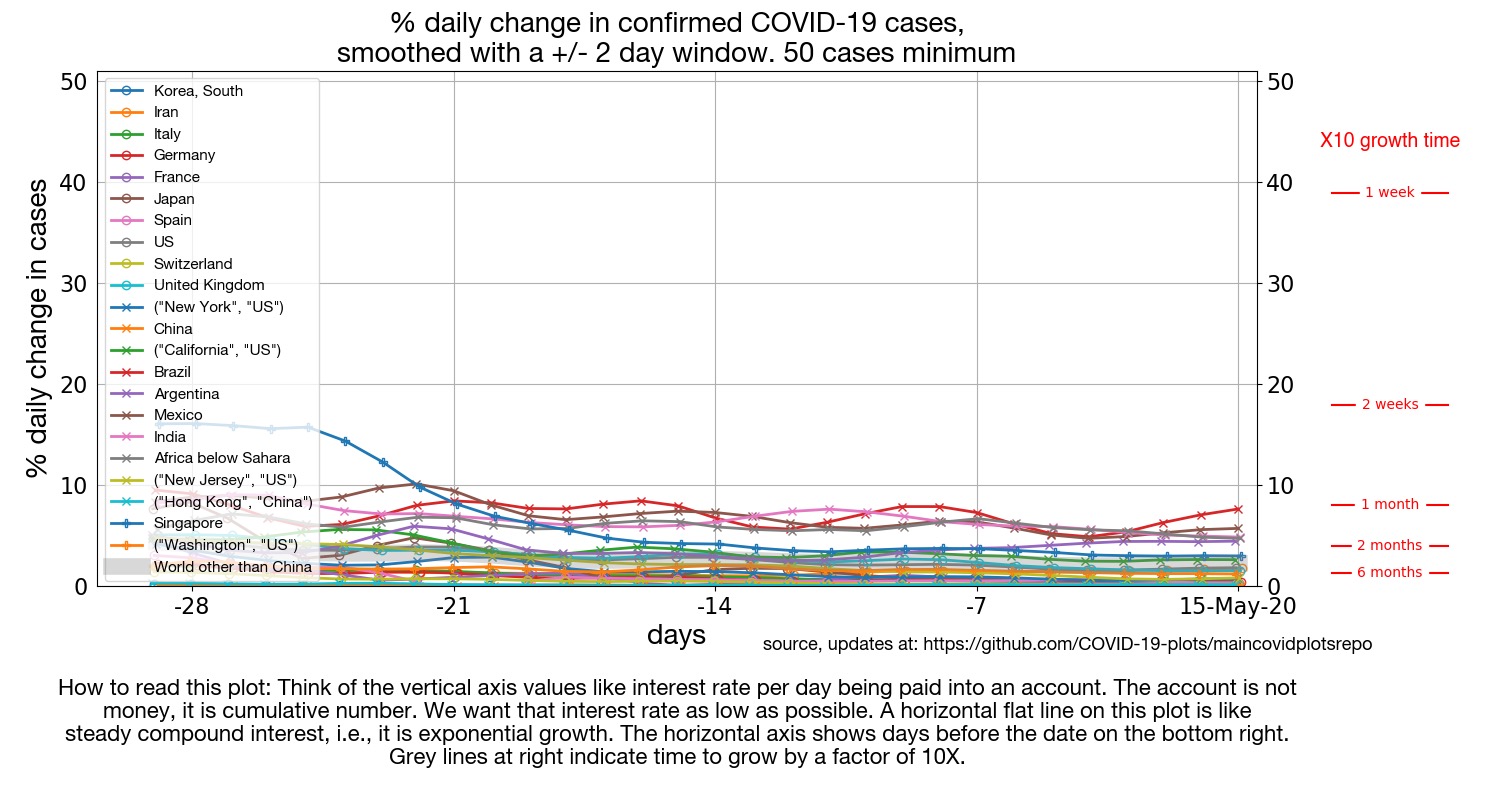 % daily change in confirmed COVID-19 cases,
smoothed with a +/- 2 day window. 50 cases minimum
% daily change in cases
50
40
30
20
10
0
Korea, South
Iran
Italy
Germany
France
Japan
Spain
US
Switzerland
United Kingdom
("New York", "US")
China
("California", "US")
Brazil
Argentina
Mexico
India
Africa below Sahara
("New Jersey", "US")
("Hong Kong", "China")
Singapore
("Washington", "US")
World other than China
50
40
30
20
10
0
X10 growth time
1 week
2 weeks
1 month
2 months
6 months
-28
-21
-14
-7
15-May-20
days
source, updates at: https://github.com/COVID-19-plots/maincovidplotsrepo
How to read this plot: Think of the vertical axis values like interest rate per day being paid into an account. The account is not
money, it is cumulative number. We want that interest rate as low as possible. A horizontal flat line on this plot is like
steady compound interest, i.e., it is exponential growth. The horizontal axis shows days before the date on the bottom right.
Grey lines at right indicate time to grow by a factor of 10X.